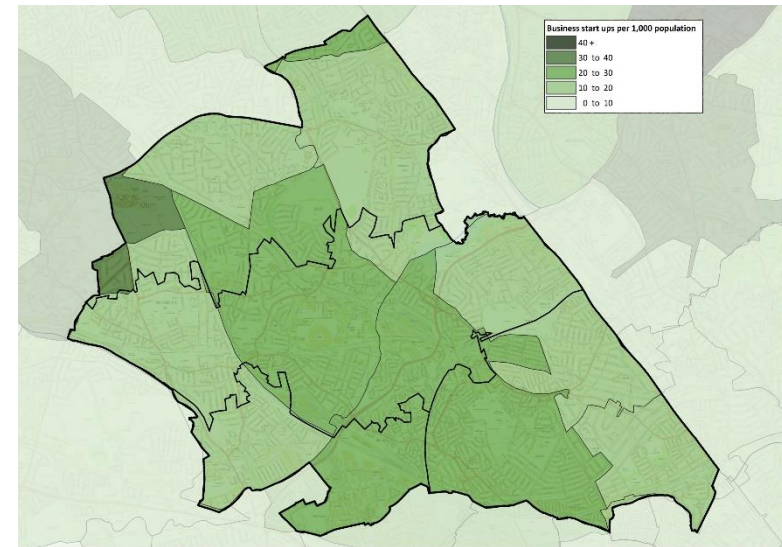 Business start ups per 1,000 population
40 +
30 to 40
20 to 30
10 to 20
0 to 10